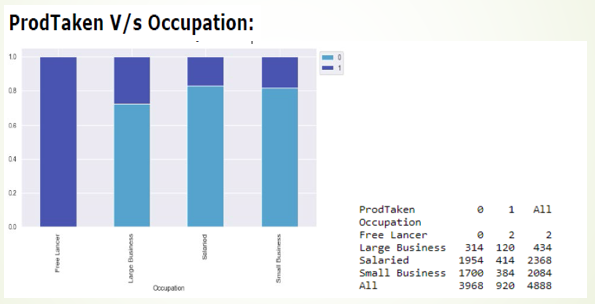 ProdTaken V/s Occupation:
1.0
0.8
0.6
0.4
0.2
0.0
0
1
Free Lancer
Large Business
Salaried
Small Business
Occupation
ProdTaken 0 1 All
Occupation
Free Lancer 0 2 2
Large Business 314 120 434
Salaried 1954 414 2368
Small Business 1700 384 2084
All 3968 920 4888